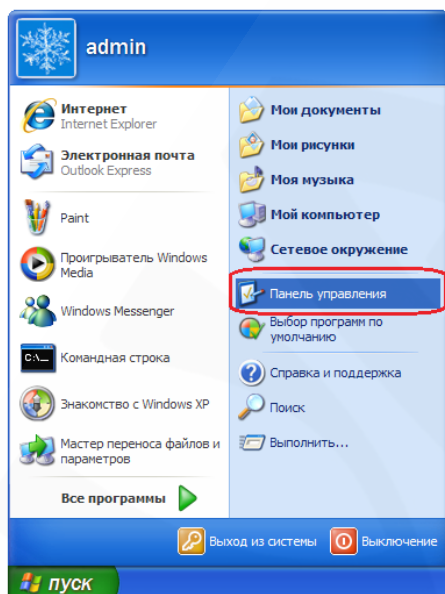 admin
Интернет
Internet Explorer
Электронная почта
Outlook Express
Paint
Проигрыватель Windows
Media
Windows Messenger
C:\_
Командная строка
Знакомство с Windows XP
Мастер переноса файлов и
параметров
Все программы
Мои документы
Мои рисунки
Моя музыка
Мой компьютер
Сетевое окружение
Панель управления
Выбор программ по
умолчанию
Справка и поддержка
Поиск
Выполнить...
Выход из системы
Выключение
пуск